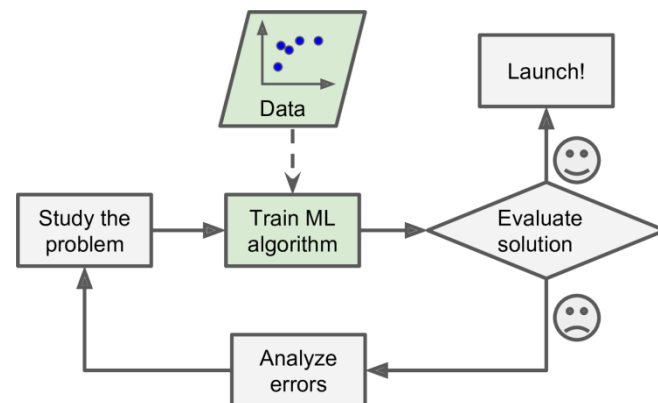 Launch!
Data
Study the
problem
Train ML
algorithm
Evaluate
solution
Analyze
errors